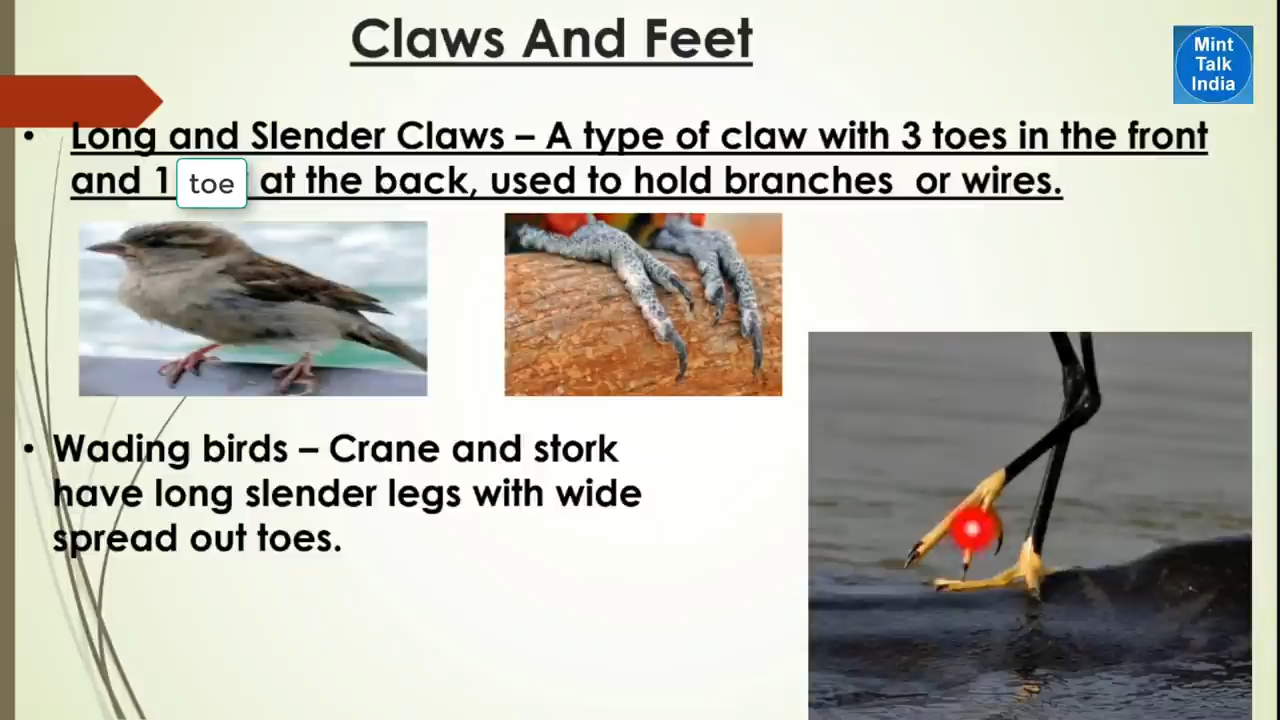 Claws And Feet
Mint
Talk
India
• Long and Slender Claws – A type of claw with 3 toes in the front
and 1 toe at the back, used to hold branches or wires.
• Wading birds – Crane and stork
have long slender legs with wide
spread out toes.